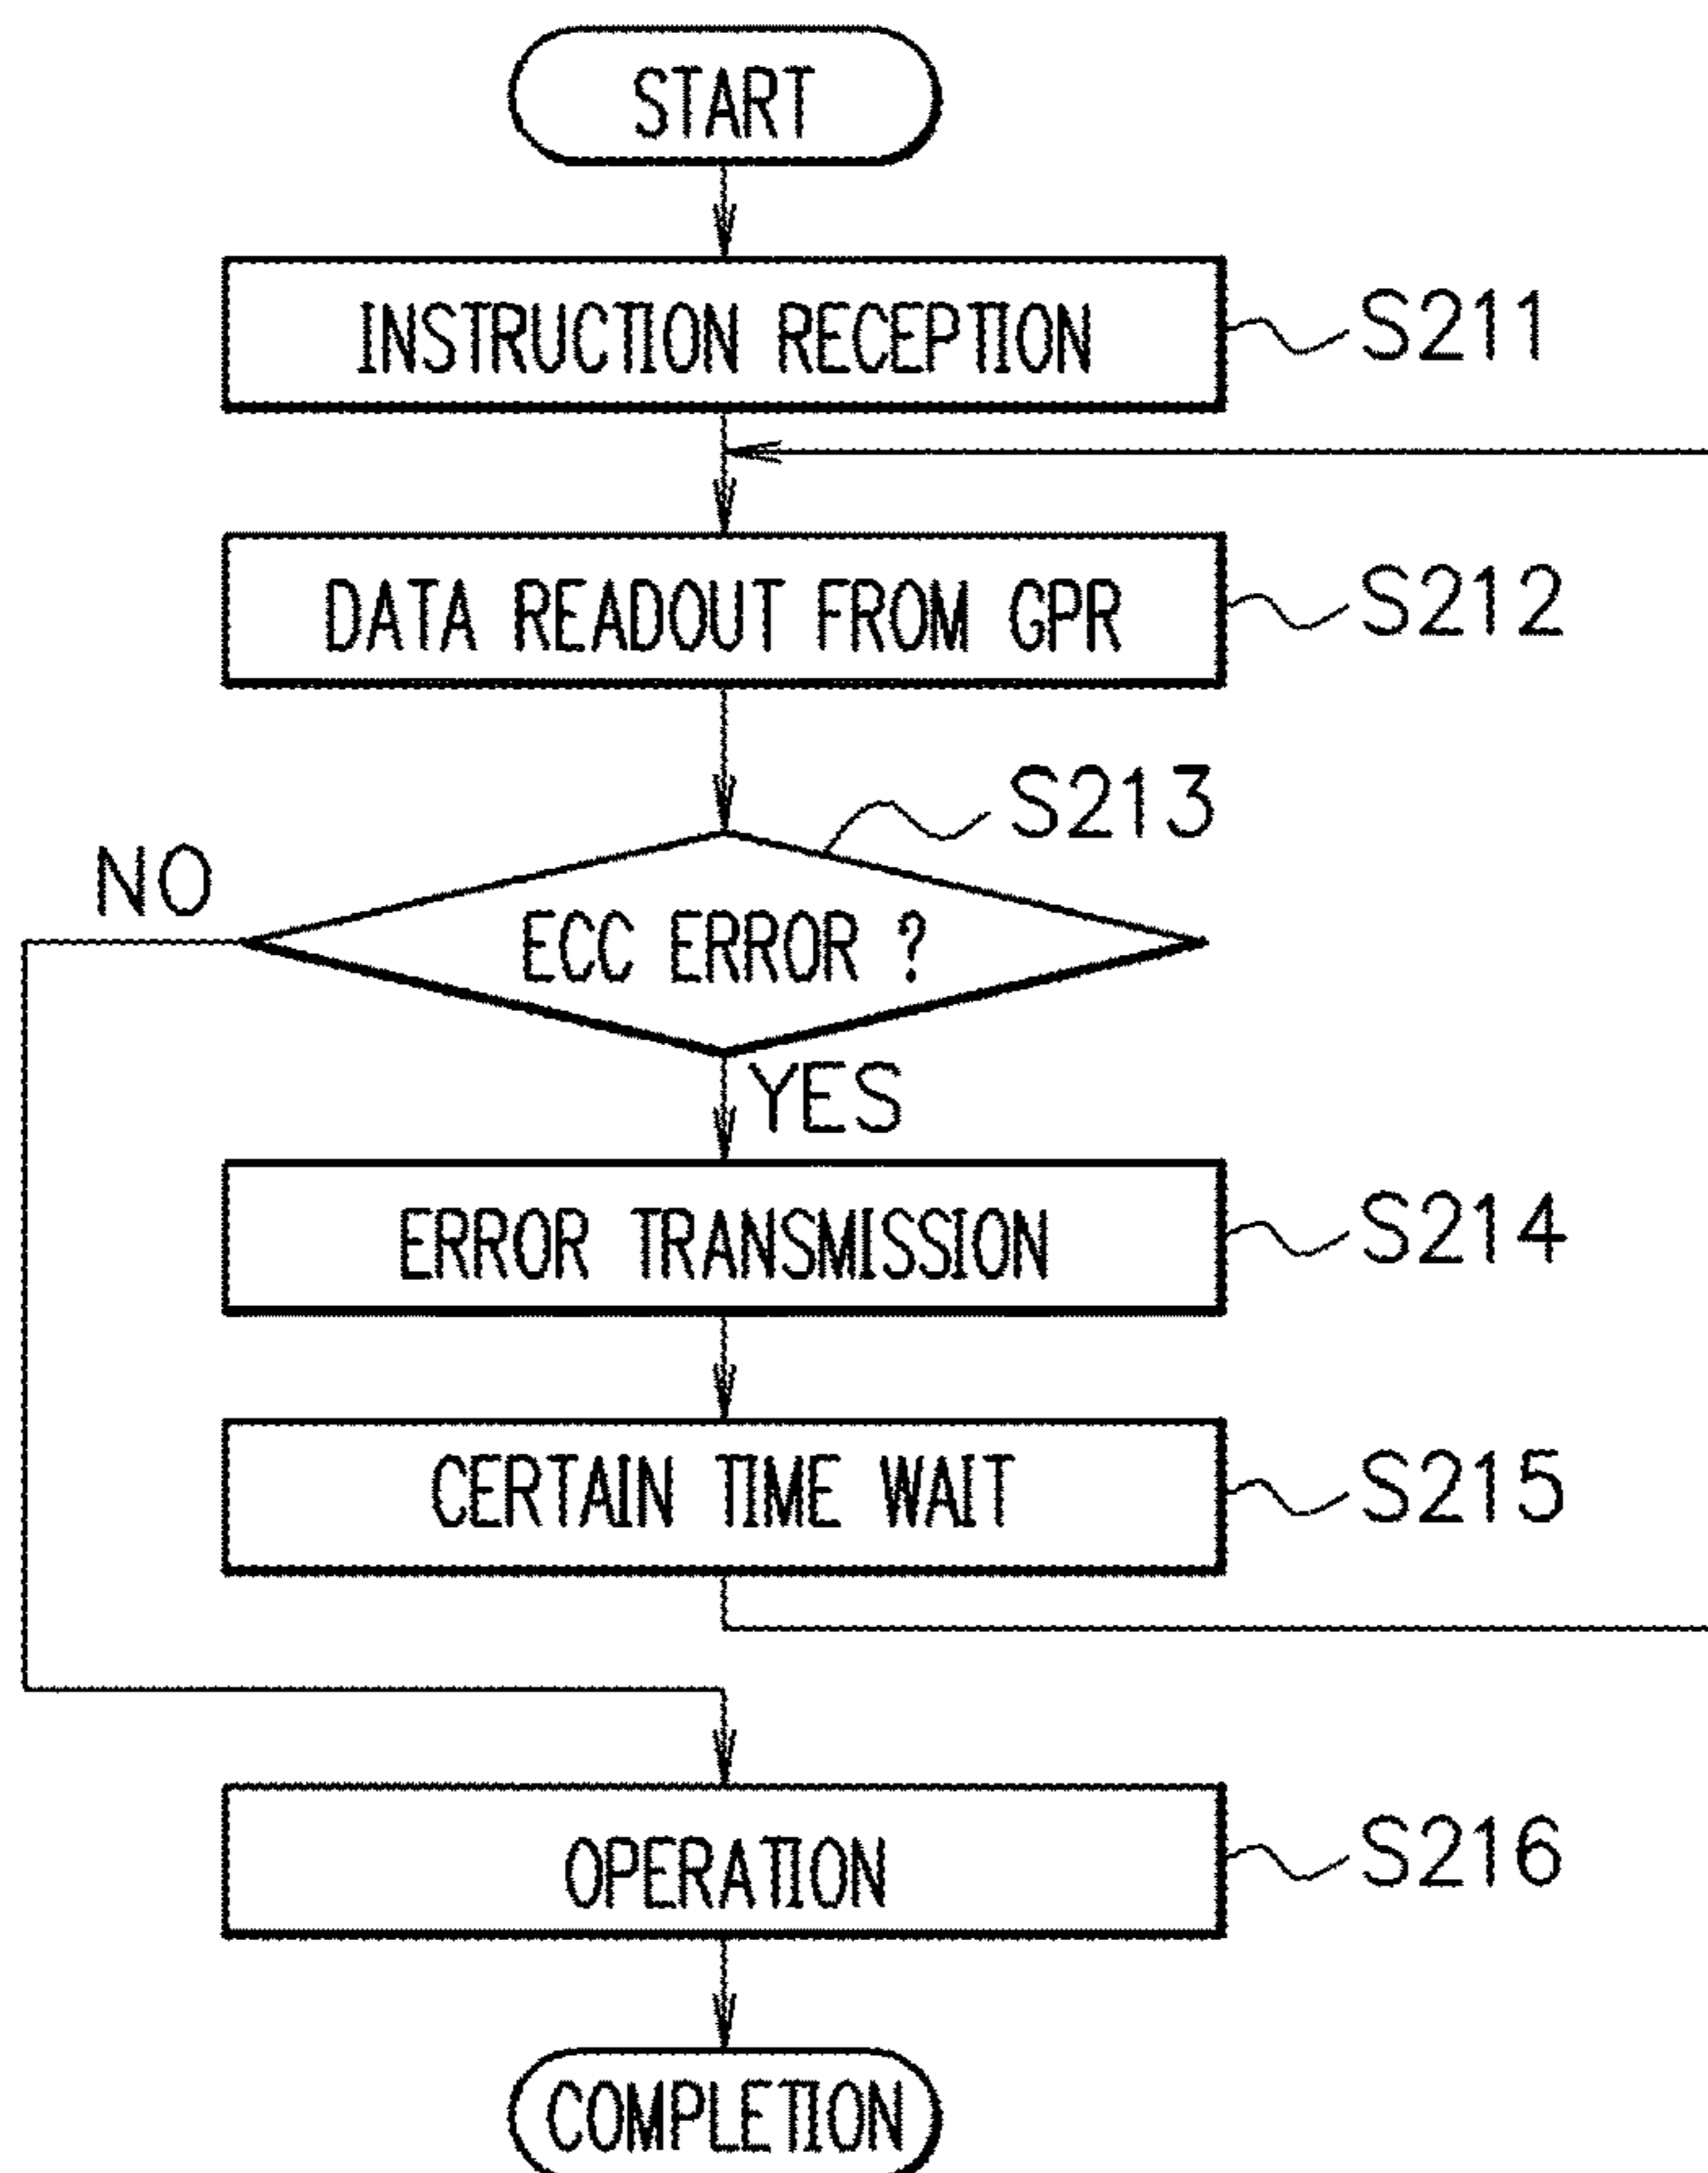 START
INSTRUCTION RECEPTION
S211
DATA READOUT FROM GPR
S212
S213
NO
ECC ERROR ?
YES
ERROR TRANSMISSION
S214
CERTAIN TIME WAIT
S215
OPERATION
S216
COMPLETION